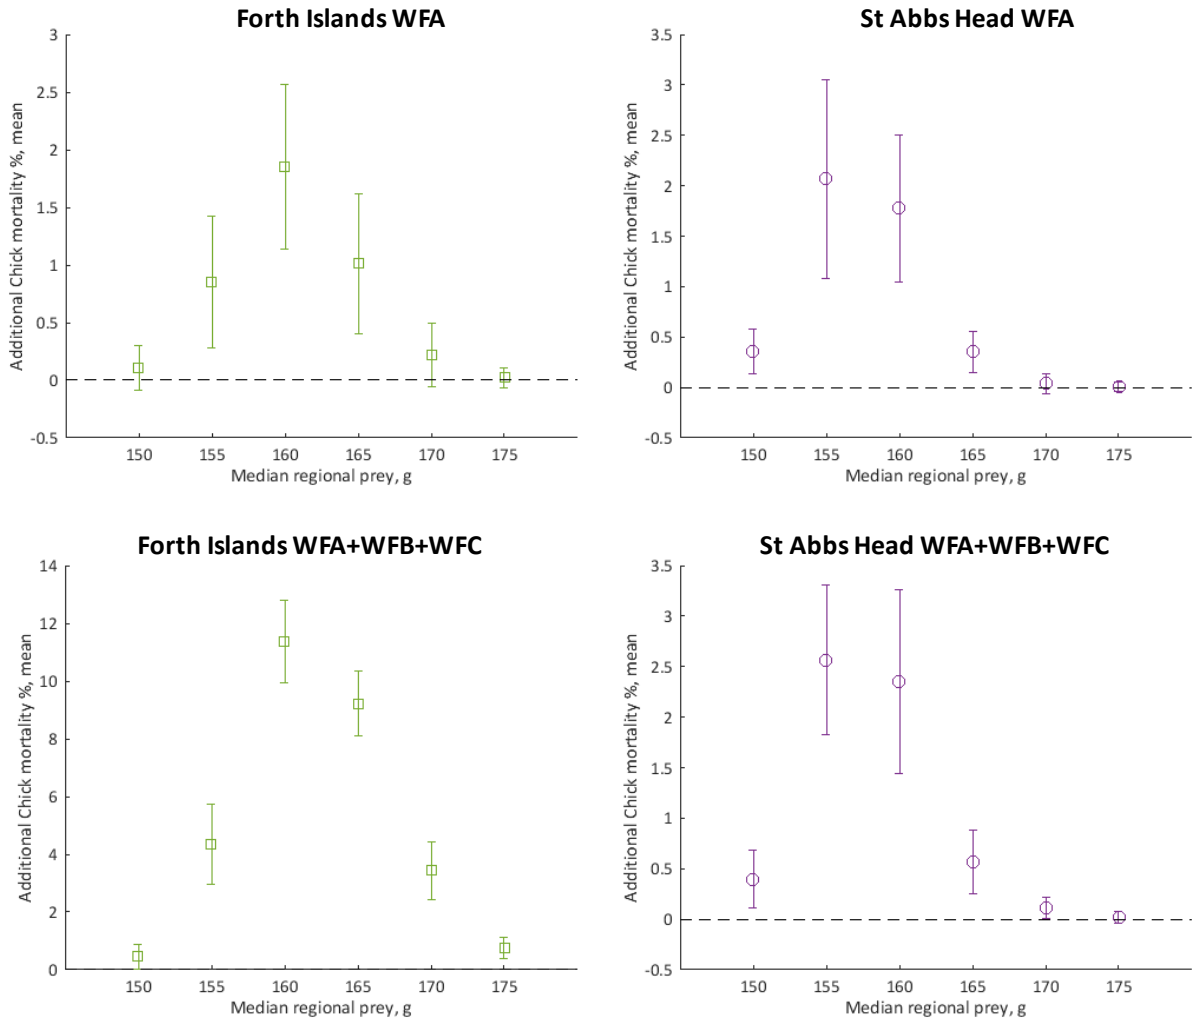 Forth Islands WFA
Additional Chick mortality %, mean
3
2.5
2
1.5
1
0.5
0
-0.5
150 155 160 165 170 175
Median regional prey, g
St Abbs Head WFA
Additional Chick mortality %, mean
3.5
3
2.5
2
1.5
1
0.5
0
-0.5
150 155 160 165 170 175
Median regional prey, g
Forth Islands WFA+WFB+WFC
Additional Chick mortality %, mean
14
12
10
8
6
4
2
0
150 155 160 165 170 175
Median regional prey, g
St Abbs Head WFA+WFB+WFC
Additional Chick mortality %, mean
3.5
3
2.5
2
1.5
1
0.5
0
-0.5
150 155 160 165 170 175
Median regional prey, g